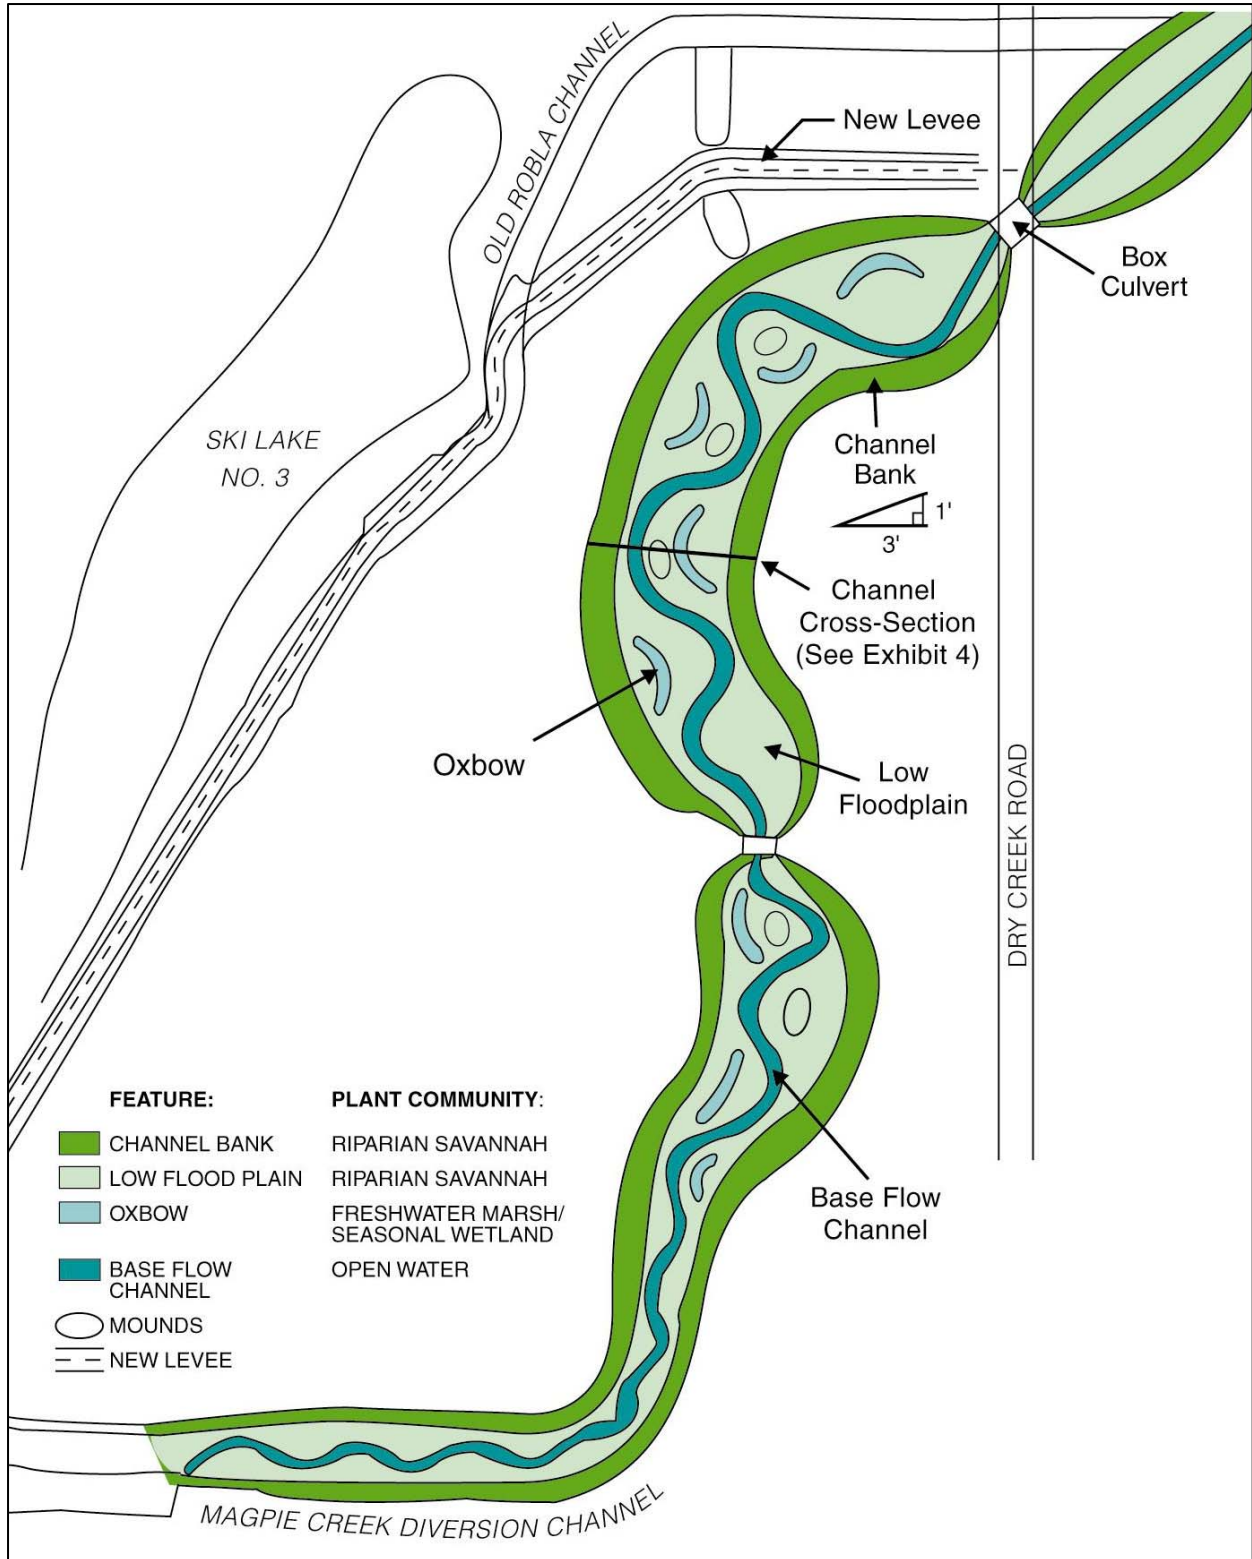 OLD ROBLA CHANNEL
New Levee
Box
Culvert
SKI LAKE
NO. 3
Channel
Bank
1'
3'
Channel
Cross-Section
(See Exhibit 4)
Oxbow
Low
Floodplain
DRY CREEK ROAD
FEATURE: PLANT COMMUNITY:
CHANNEL BANK RIPARIAN SAVANNAH
LOW FLOOD PLAIN RIPARIAN SAVANNAH
OXBOW FRESHWATER MARSH/
SEASONAL WETLAND
BASE FLOW OPEN WATER
CHANNEL
MOUNDS
NEW LEVEE
Base Flow
Channel
MAGPIE CREEK DIVERSION CHANNEL